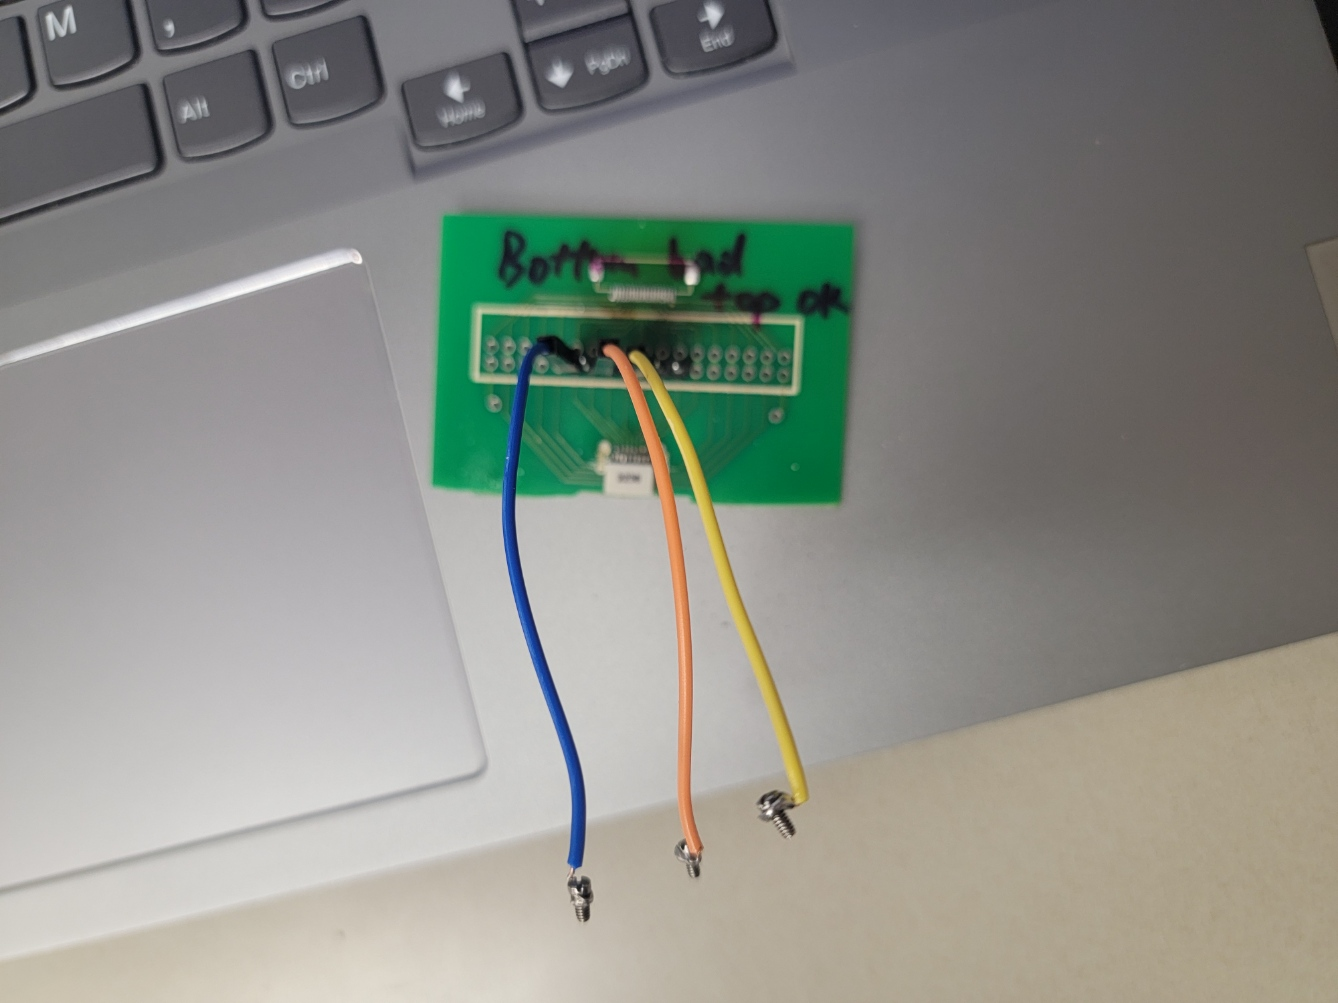 M ,
Alt Ctrl Home PgDn End
Bottom bad
top ok